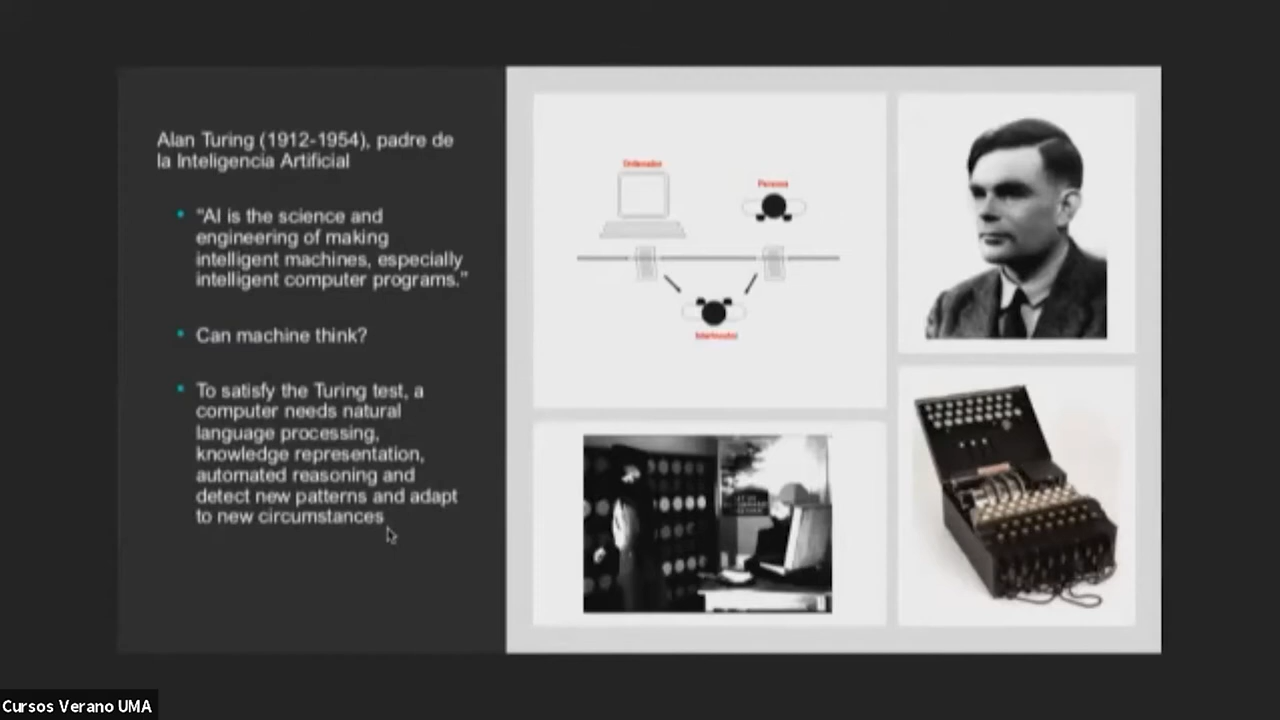 Alan Turing (1912-1954), padre de
la Inteligencia Artificial
• "AI is the science and
engineering of making
intelligent machines, especially
intelligent computer programs."
• Can machine think?
• To satisfy the Turing test, a
computer needs natural
language processing,
knowledge representation,
automated reasoning and
detect new patterns and adapt
to new circumstances
Ordenador
Persona
Cursos Verano UMA